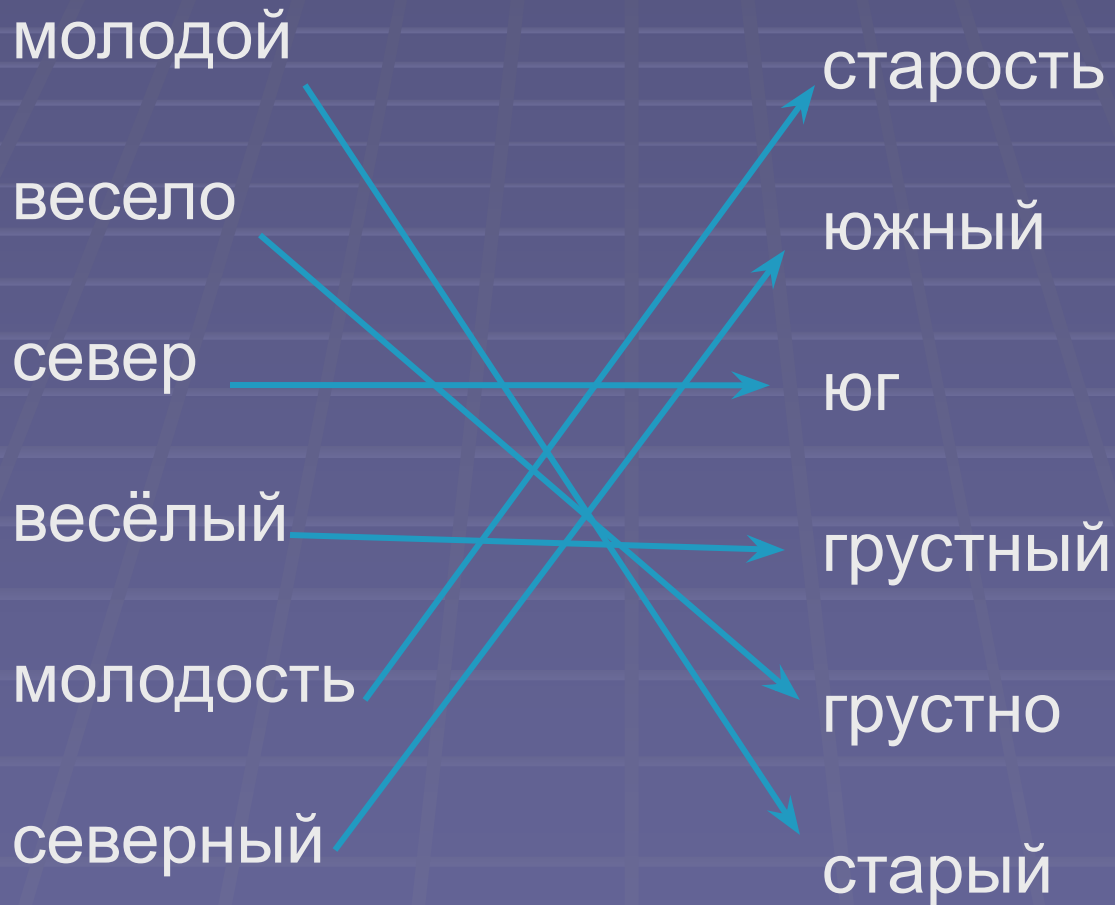 молодой
весело
север
весёлый
молодость
северный
старость
южный
юг
грустный
грустно
старый